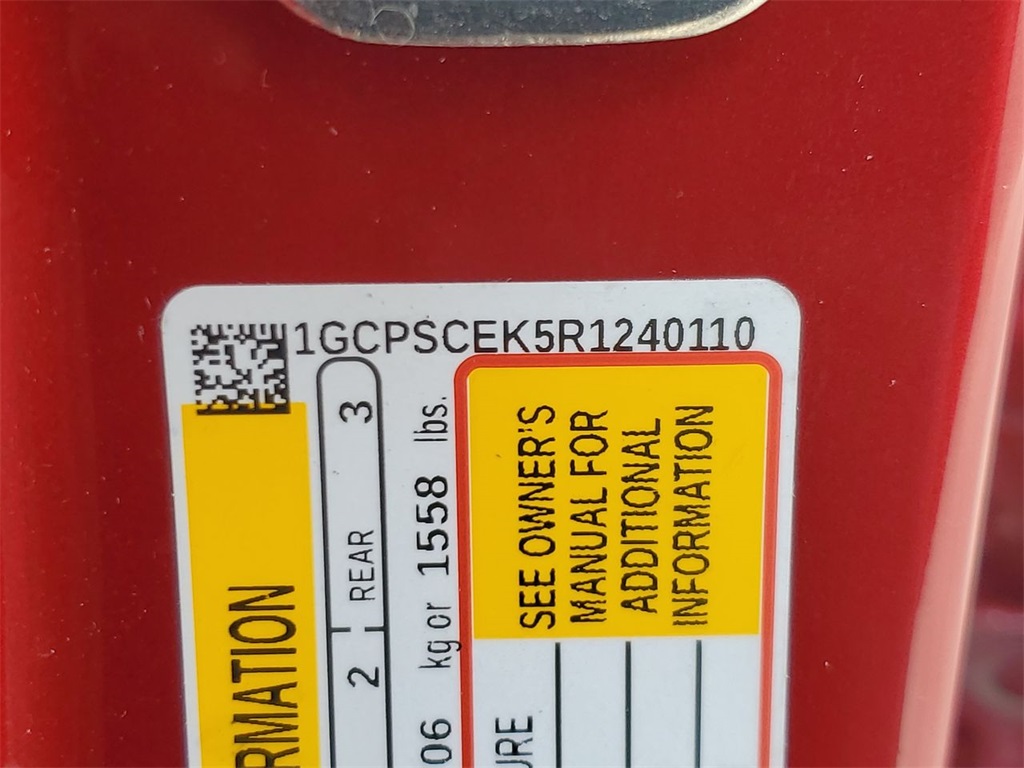 1GCPSCEK5R1240110
SEE OWNER'S
MANUAL FOR
ADDITIONAL
INFORMATION
RMATION
2 REAR 3
06 kg or 1558 lbs.
URE